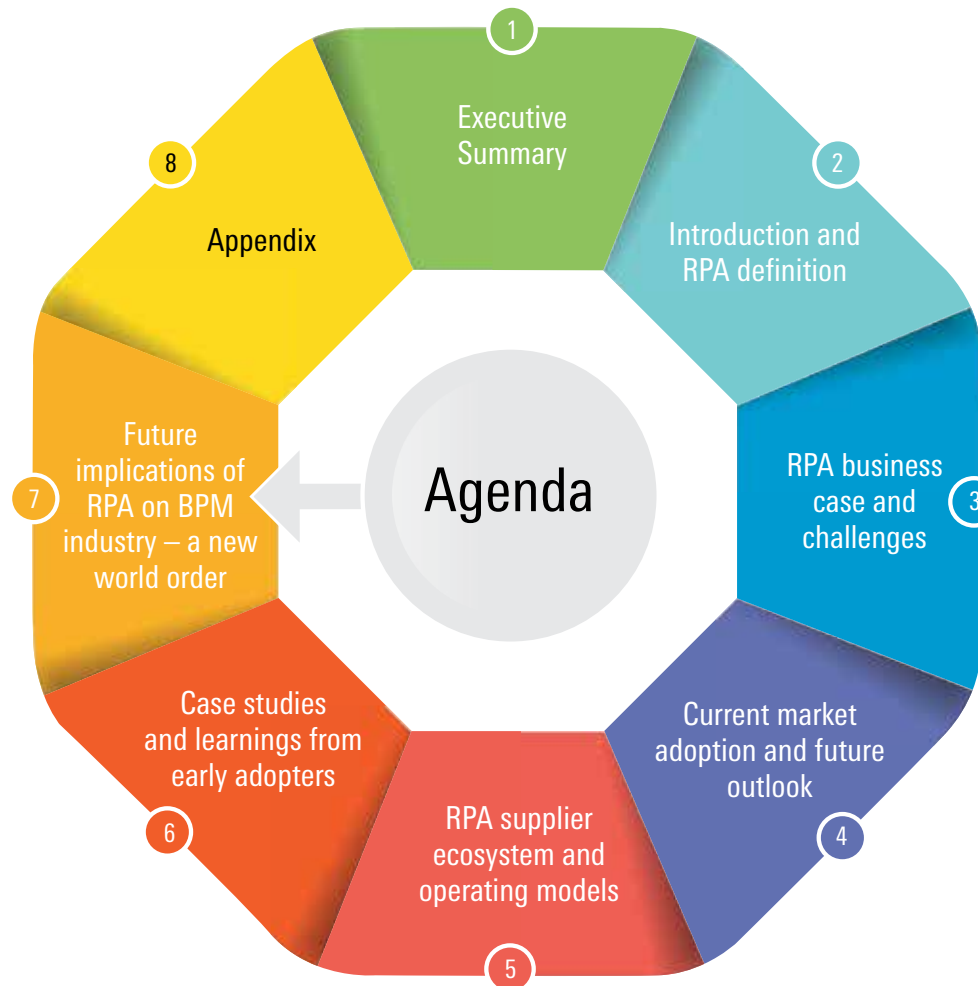 1
Executive
Summary
2
Introduction and
RPA definition
3
RPA business
case and
challenges
4
Current market
adoption and future
outlook
5
RPA supplier
ecosystem and
operating models
6
Case studies
and learnings from
early adopters
7
Future
implications of
RPA on BPM
industry – a new
world order
8
Appendix
Agenda